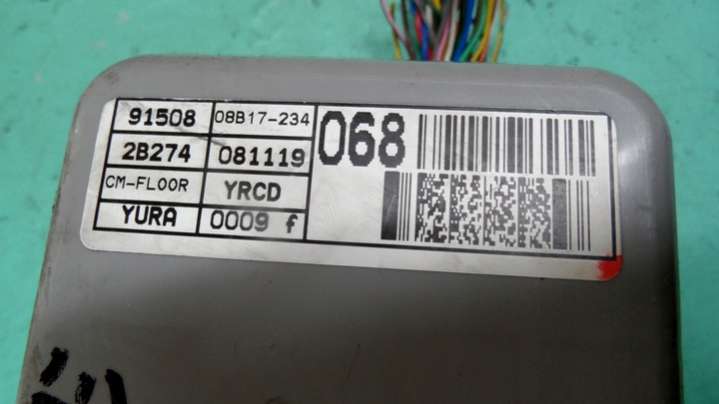 91508 08B17-234 068
2B274 081119
CM-FLOOR YRCD
YURA 0009 f